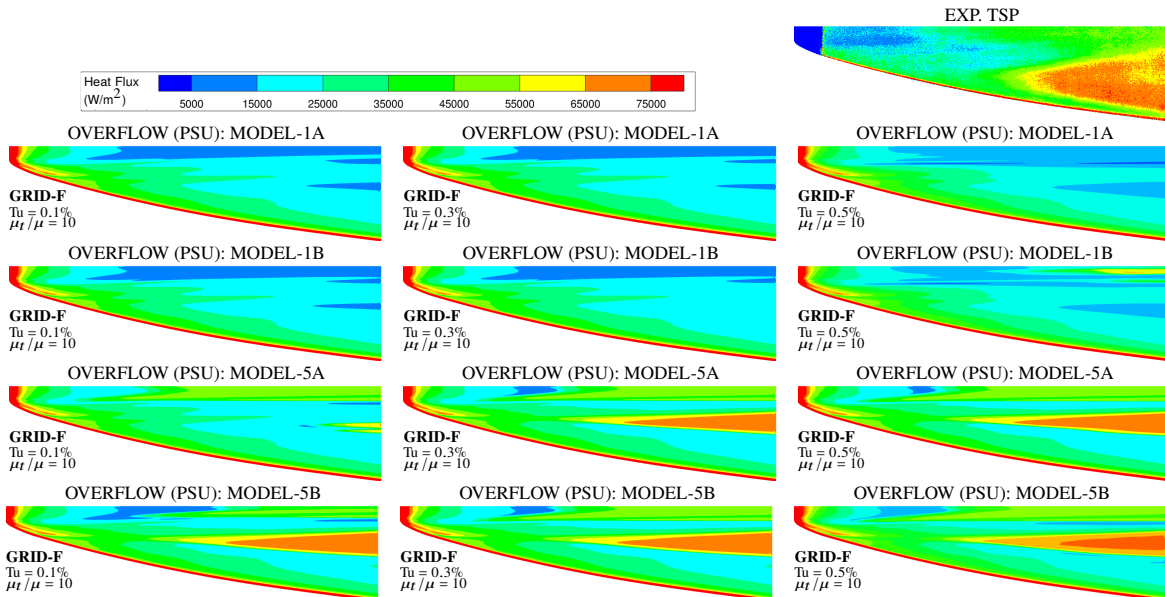 EXP. TSP
Heat Flux
(W/m²)
5000 15000 25000 35000 45000 55000 65000 75000
OVERFLOW (PSU): MODEL-1A OVERFLOW (PSU): MODEL-1A OVERFLOW (PSU): MODEL-1A
GRID-F GRID-F GRID-F
Tu = 0.1% Tu = 0.3% Tu = 0.5%
μt/μ = 10 μt/μ = 10 μt/μ = 10
OVERFLOW (PSU): MODEL-1B OVERFLOW (PSU): MODEL-1B OVERFLOW (PSU): MODEL-1B
GRID-F GRID-F GRID-F
Tu = 0.1% Tu = 0.3% Tu = 0.5%
μt/μ = 10 μt/μ = 10 μt/μ = 10
OVERFLOW (PSU): MODEL-5A OVERFLOW (PSU): MODEL-5A OVERFLOW (PSU): MODEL-5A
GRID-F GRID-F GRID-F
Tu = 0.1% Tu = 0.3% Tu = 0.5%
μt/μ = 10 μt/μ = 10 μt/μ = 10
OVERFLOW (PSU): MODEL-5B OVERFLOW (PSU): MODEL-5B OVERFLOW (PSU): MODEL-5B
GRID-F GRID-F GRID-F
Tu = 0.1% Tu = 0.3% Tu = 0.5%
μt/μ = 10 μt/μ = 10 μt/μ = 10